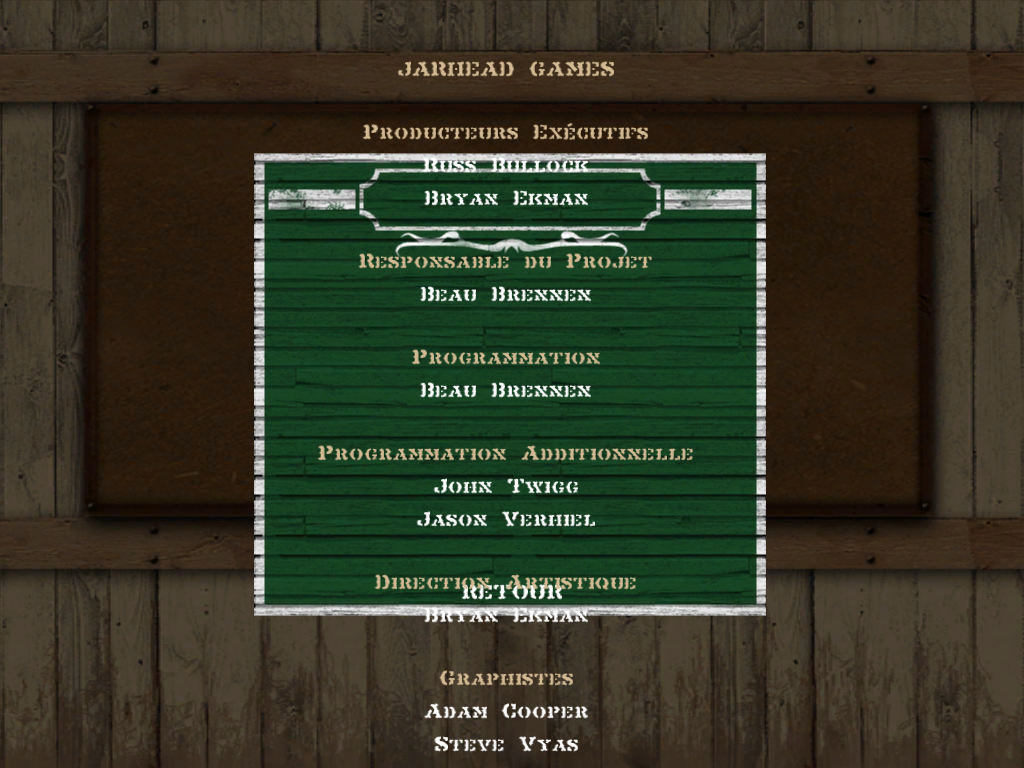 JARHEAD GAMES
PRODUCTEURS EXÉCUTIFS
RUSS BULLOCK
BRYAN EKMAN
RESPONSABLE DU PROJET
BEAU BRENNEN
PROGRAMMATION
BEAU BRENNEN
PROGRAMMATION ADDITIONNELLE
JOHN TWIGG
JASON VERHIEL
DIRECTION ARTISTIQUE
RETOUR
BRYAN EKMAN
GRAPHISTES
ADAM COOPER
STEVE VYAS